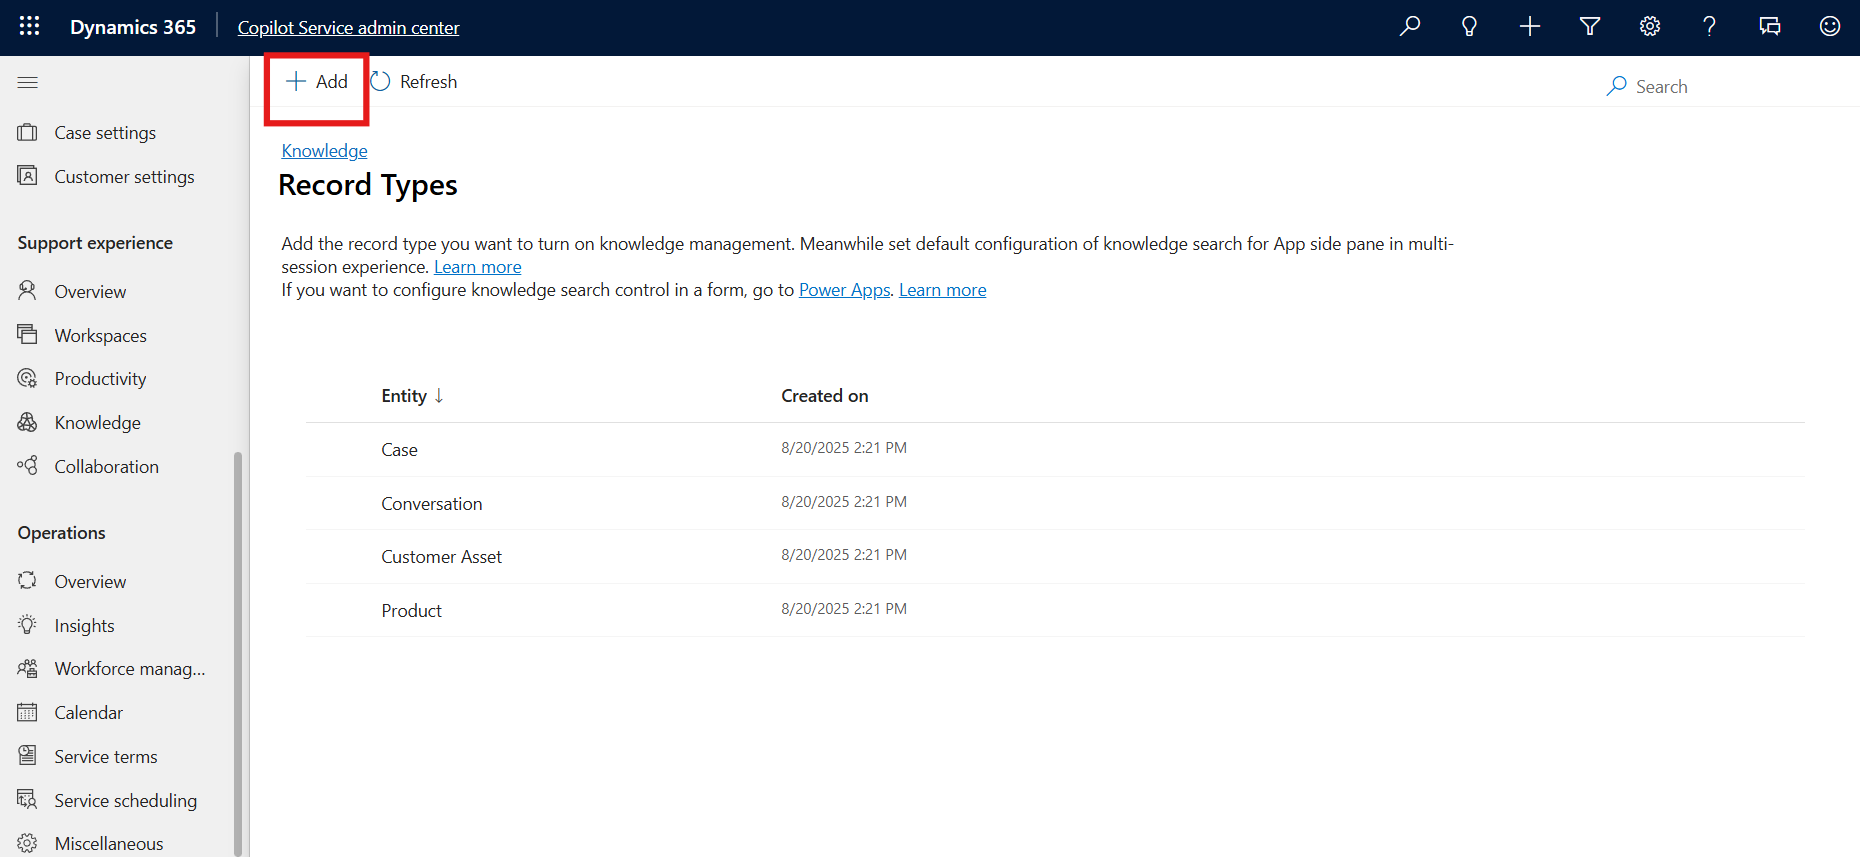 Dynamics 365
Copilot Service admin center
Add
Refresh
Search
Case settings
Customer settings
Support experience
Overview
Workspaces
Productivity
Knowledge
Collaboration
Operations
Overview
Insights
Workforce manag...
Calendar
Service terms
Service scheduling
Miscellaneous
Knowledge
Record Types
Add the record type you want to turn on knowledge management. Meanwhile set default configuration of knowledge search for App side pane in multi-
session experience. Learn more
If you want to configure knowledge search control in a form, go to Power Apps. Learn more
Entity ↓ Created on
Case 8/20/2025 2:21 PM
Conversation 8/20/2025 2:21 PM
Customer Asset 8/20/2025 2:21 PM
Product 8/20/2025 2:21 PM